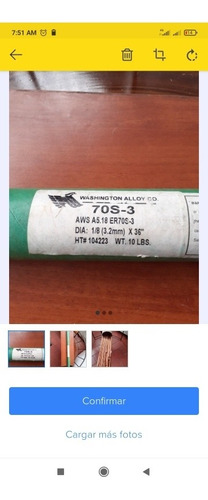 7:51 AM
WASHINGTON ALLOY CO.
70S-3
AWS A5.18 ER70S-3
DIA: 1/8 (3.2mm) X 36"
HT# 104223 WT. 10 LBS.
Confirmar
Cargar más fotos